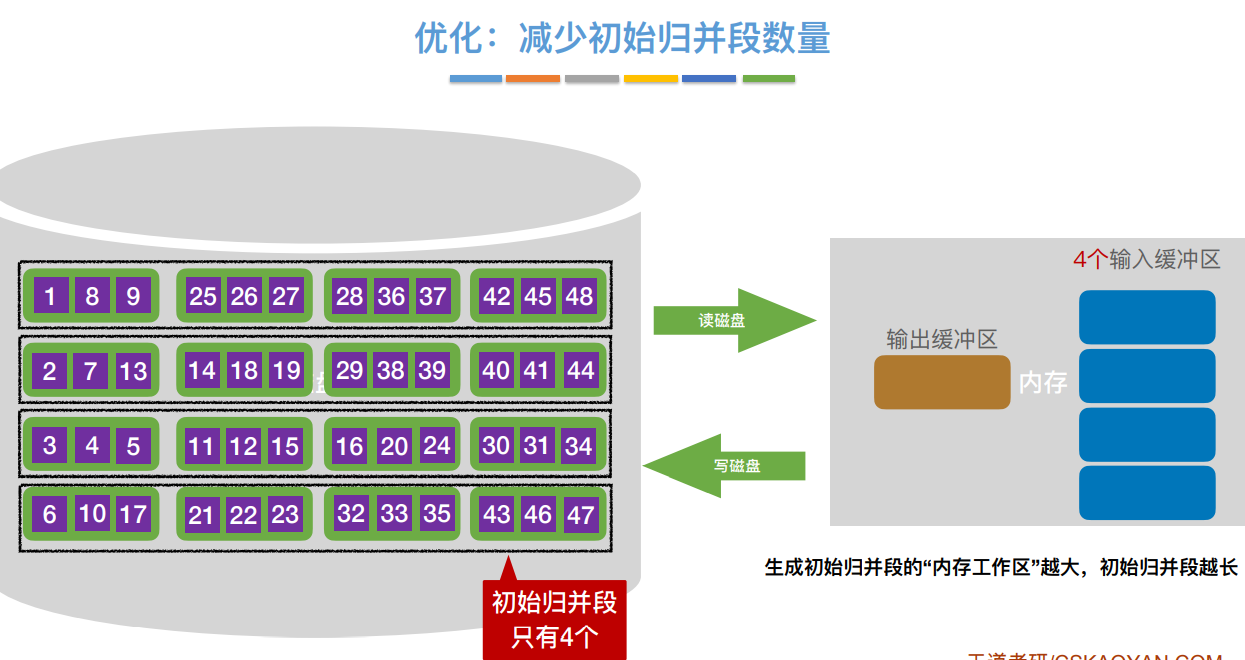 优化：减少初始归并段数量
4个输入缓冲区
1 8 9 25 26 27 28 36 37 42 45 48
读磁盘
输出缓冲区
2 7 13 14 18 19 29 38 39 40 41 44
内存
3 4 5 11 12 15 16 20 24 30 31 34
写磁盘
6 10 17 21 22 23 32 33 35 43 46 47
生成初始归并段的“内存工作区”越大，初始归并段越长
初始归并段
只有4个
王道考研/CSKAOYAN.COM